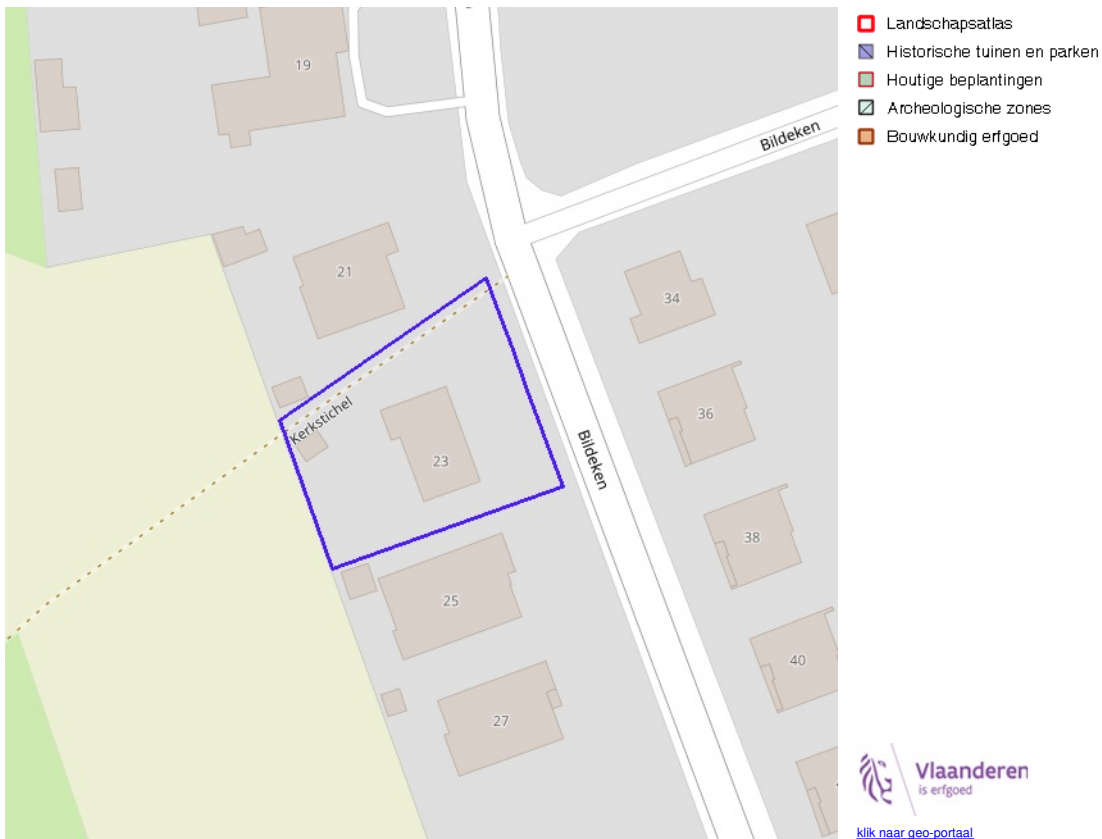 19
Bildeken
21
34
Kerkstichel
36
23
Bildeken
38
25
40
27
Landschapsatlas
Historische tuinen en parken
Houtige beplantingen
Archeologische zones
Bouwkundig erfgoed
Vlaanderen
is erfgoed
klik naar geo-portaal